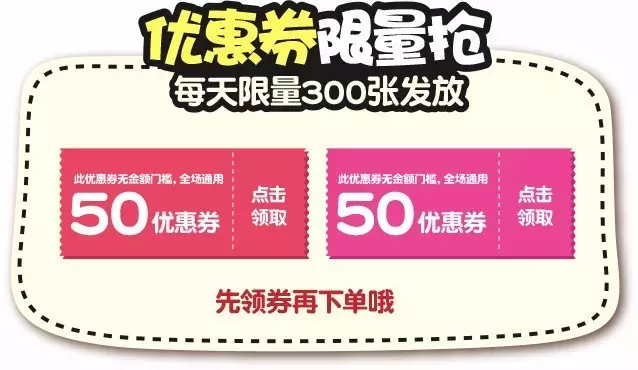 优惠券限量抢
每天限量300张发放
此优惠券无金额门槛，全场通用
50优惠券
点击
领取
此优惠券无金额门槛，全场通用
50优惠券
点击
领取
先领券再下单哦